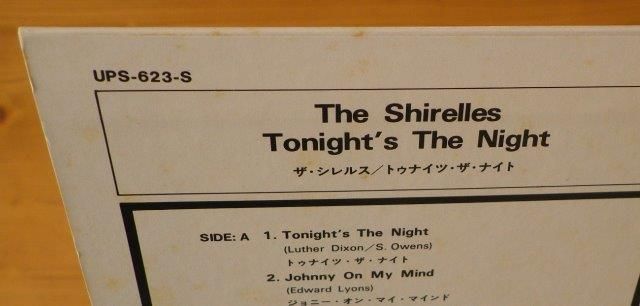 UPS-623-S
The Shirelles
Tonight's The Night
ザ・シレルス／トゥナイツ・ザ・ナイト
SIDE: A 1. Tonight's The Night
(Luther Dixon/S. Owens)
トゥナイツ・ザ・ナイト
2. Johnny On My Mind
(Edward Lyons)
ジョニー・オン・マイ・マインド